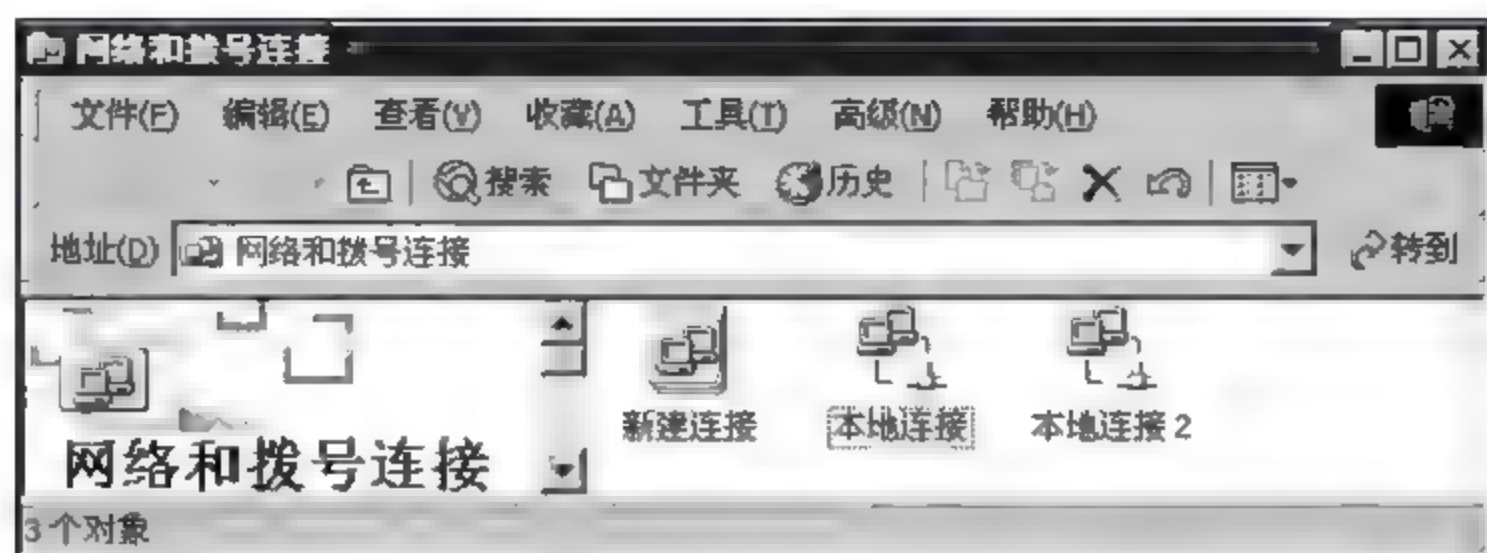 网络和拨号连接
文件(F) 编辑(E) 查看(V) 收藏(A) 工具(T) 高级(N) 帮助(H)
搜索 文件夹 历史
地址(D) 网络和拨号连接 转到
新建连接 本地连接 本地连接 2
网络和拨号连接
3 个对象